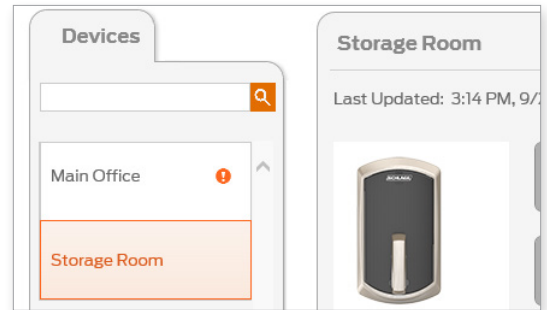 Devices
Storage Room
Last Updated: 3:14 PM, 9/
Main Office
Storage Room
SCHLAGE